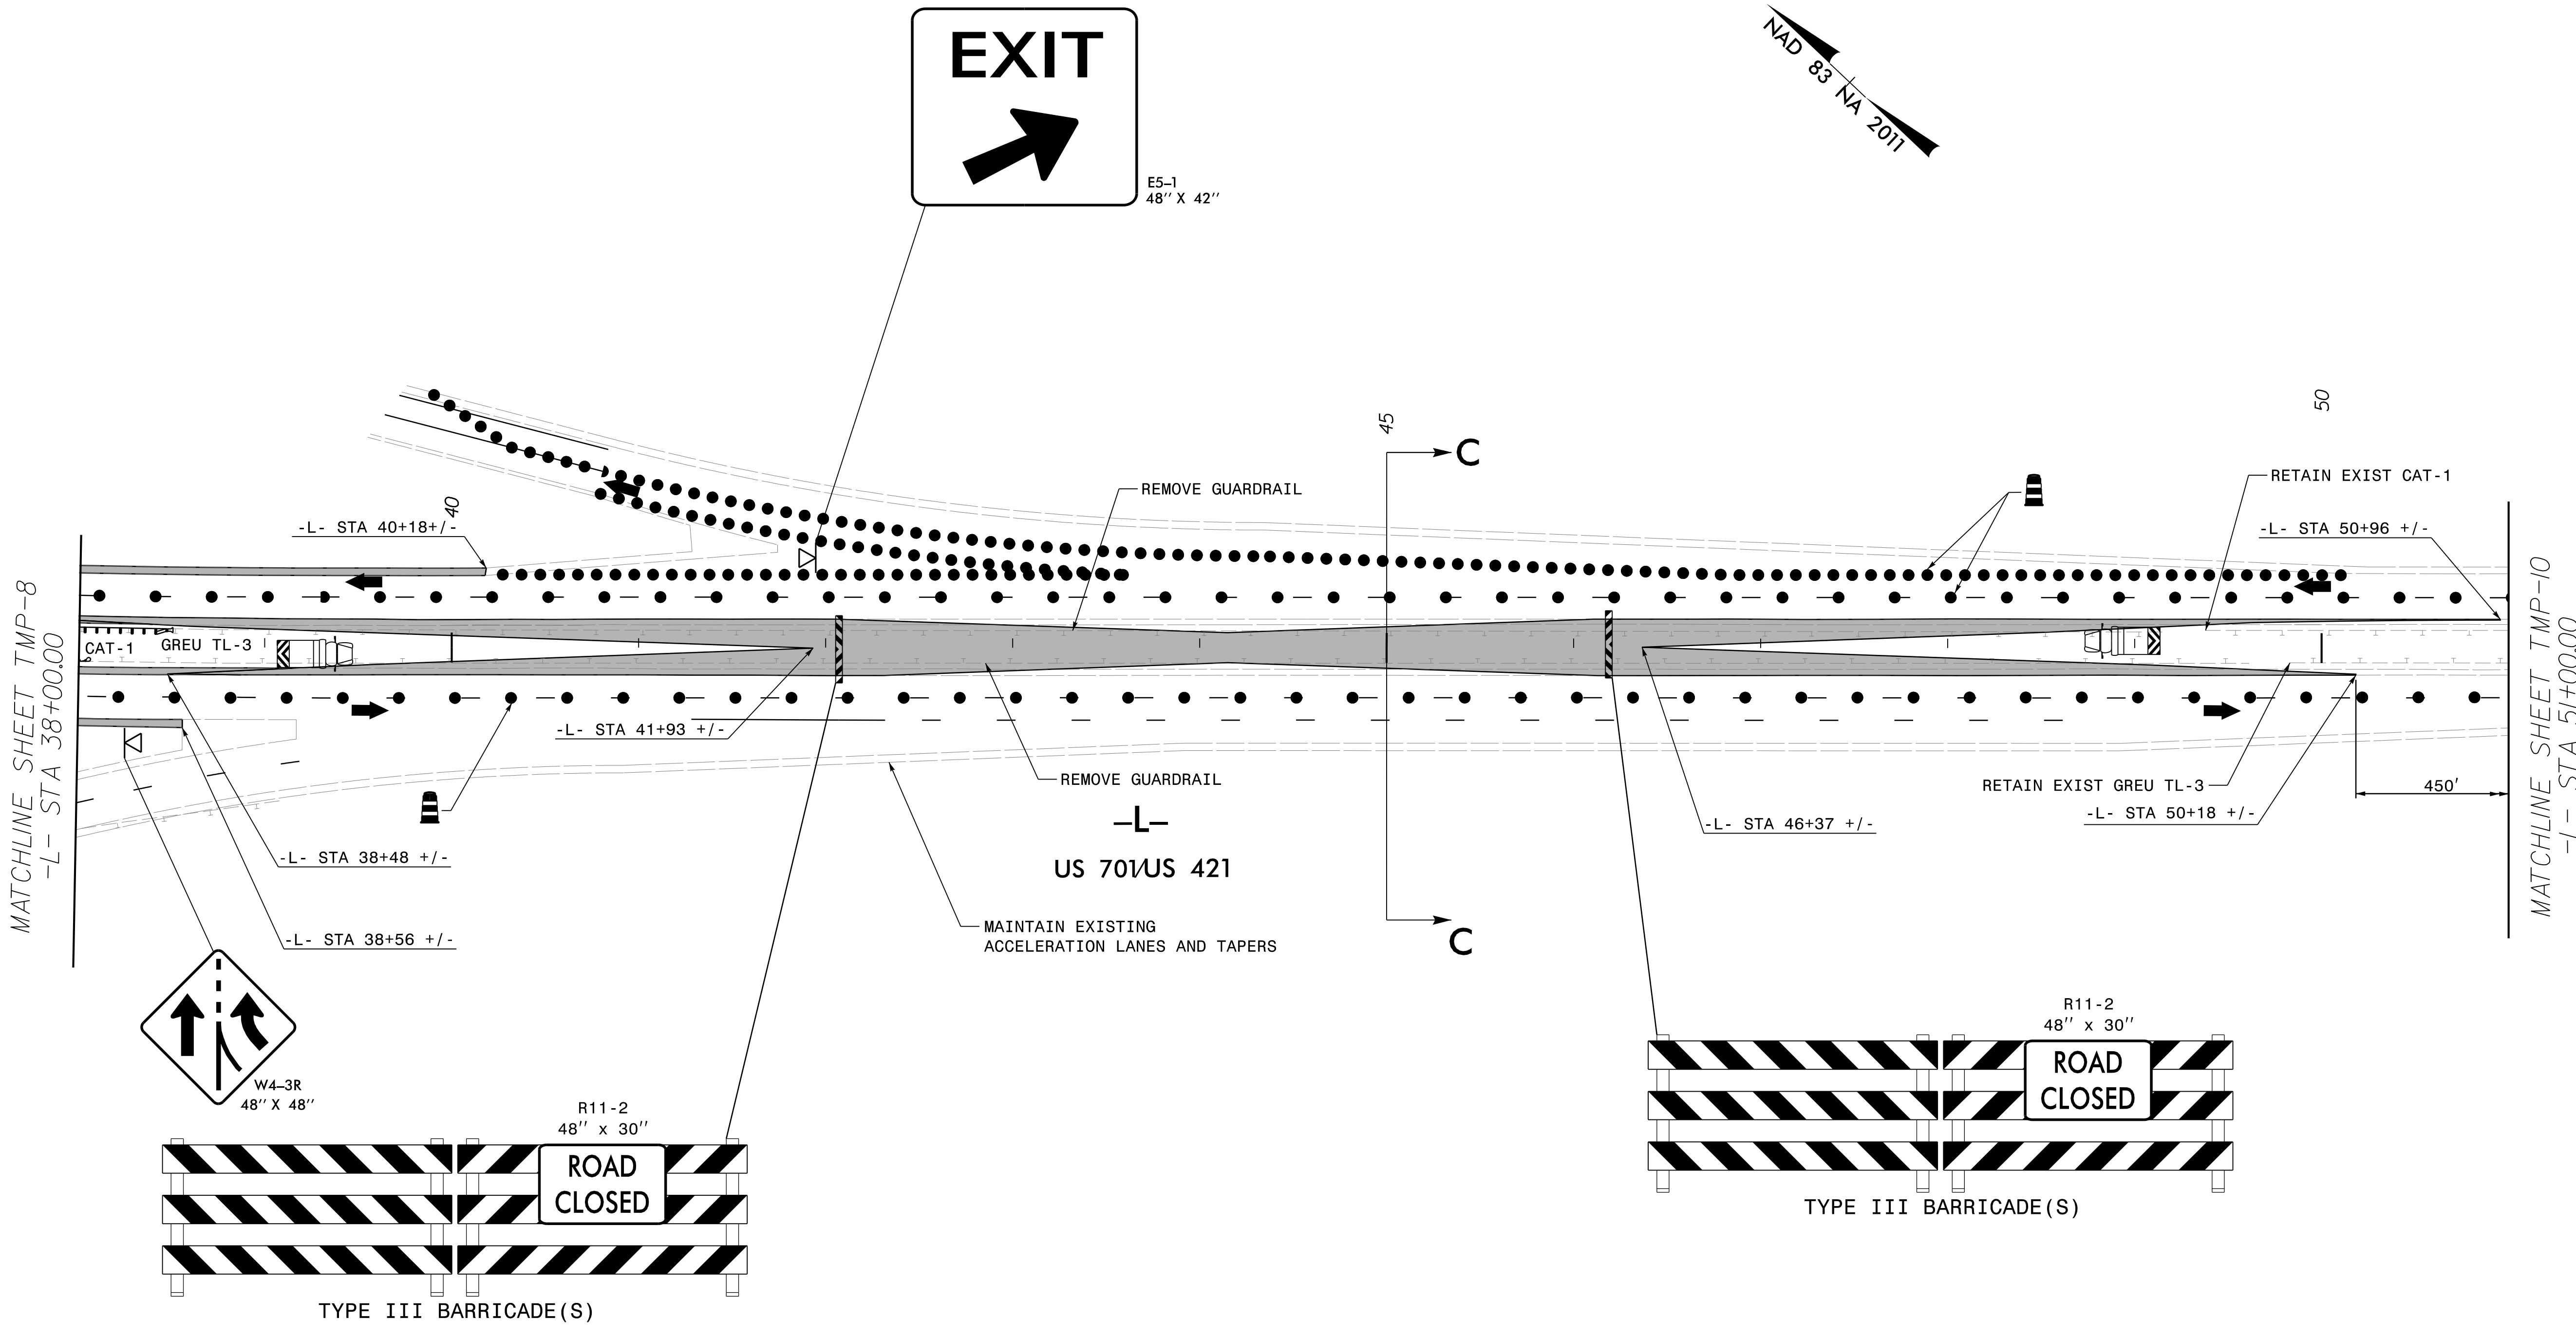 EXIT
E5-1
48" X 42"
NAD 83 NA 2011
40
45
50
C
C
REMOVE GUARDRAIL
RETAIN EXIST CAT-1
-L- STA 50+96 +/-
-L- STA 40+18+/-
MATCHLINE SHEET TMP-8
-L- STA 38+00.00
MATCHLINE SHEET TMP-10
-L- STA 51+00.00
CAT-1
GREU TL-3
-L- STA 41+93 +/-
REMOVE GUARDRAIL
-L-
US 701/US 421
RETAIN EXIST GREU TL-3
-L- STA 50+18 +/-
450'
-L- STA 46+37 +/-
-L- STA 38+48 +/-
-L- STA 38+56 +/-
MAINTAIN EXISTING
ACCELERATION LANES AND TAPERS
W4-3R
48" X 48"
R11-2
48" x 30"
ROAD
CLOSED
TYPE III BARRICADE(S)
R11-2
48" x 30"
ROAD
CLOSED
TYPE III BARRICADE(S)